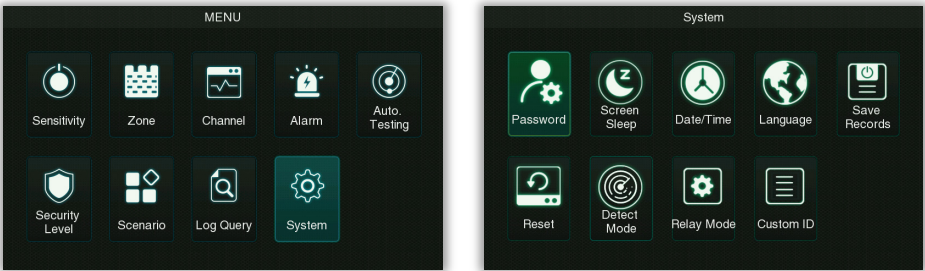 MENU
Sensitivity
Zone
Channel
Alarm
Auto.
Testing
Security
Level
Scenario
Log Query
System
System
Password
Screen
Sleep
Date/Time
Language
Save
Records
Reset
Detect
Mode
Relay Mode
Custom ID